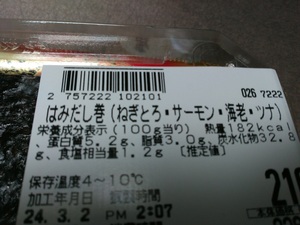 2 757222 102101
026 7222
はみだし巻(ねぎとろ・サーモン・海老・ツナ)
栄養成分表示(100g当り) 熱量182kcal
、蛋白質5.2g、脂質3.0g、炭水化物32.8
g、食塩相当量1.2g [推定値]
保存温度4~10℃
加工年月日
24.3.2 PM 2:07